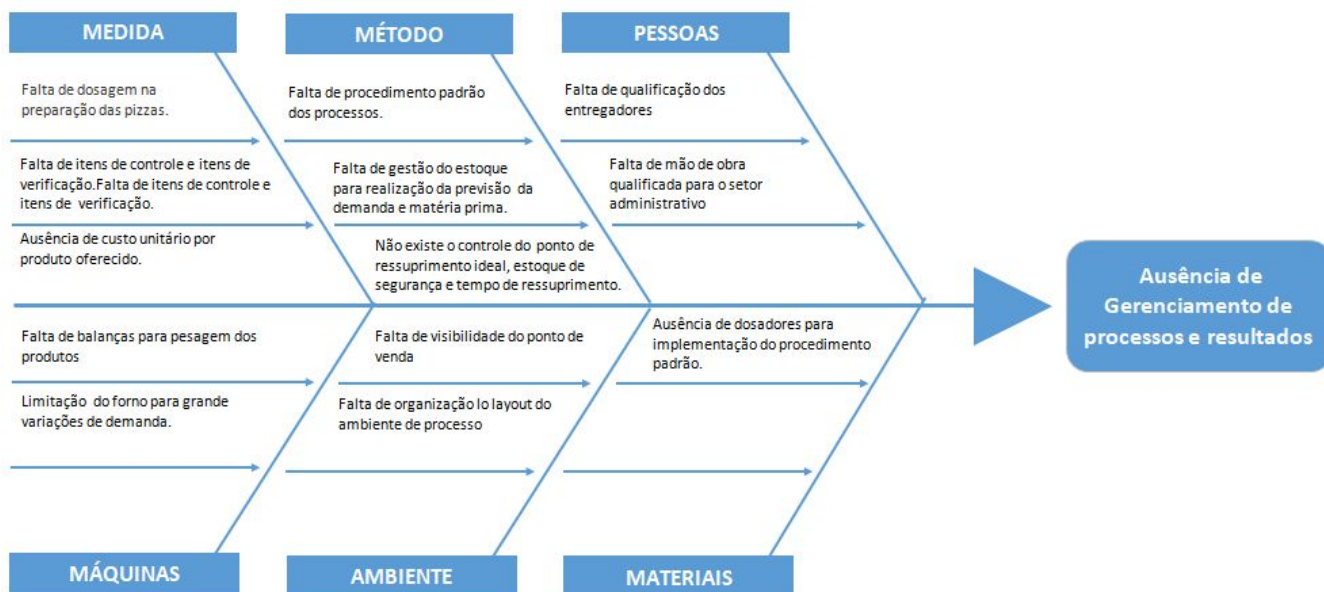 MEDIDA
MÉTODO
PESSOAS
Falta de dosagem na
preparação das pizzas.
Falta de procedimento padrão
dos processos.
Falta de qualificação dos
entregadores
Falta de itens de controle e itens de
verificação.Falta de itens de controle e
itens de verificação.
Falta de gestão do estoque
para realização da previsão da
demanda e matéria prima.
Falta de mão de obra
qualificada para o setor
administrativo
Ausência de custo unitário por
produto oferecido.
Não existe o controle do ponto de
ressuprimento ideal, estoque de
segurança e tempo de ressuprimento.
Ausência de
Gerenciamento de
processos e resultados
Falta de balanças para pesagem dos
produtos
Falta de visibilidade do ponto de
venda
Ausência de dosadores para
implementação do procedimento
padrão.
Limitação do forno para grande
variações de demanda.
Falta de organização lo layout do
ambiente de processo
MÁQUINAS
AMBIENTE
MATERIAIS